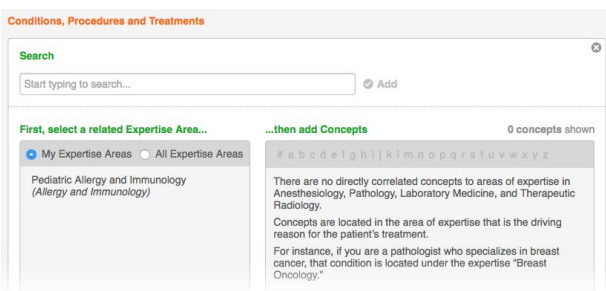 Conditions, Procedures and Treatments
Search
Start typing to search...
Add
First, select a related Expertise Area...
...then add Concepts
0 concepts shown
My Expertise Areas
All Expertise Areas
# a b c d e f g h i j k l m n o p q r s t u v w x y z
Pediatric Allergy and Immunology
(Allergy and Immunology)
There are no directly correlated concepts to areas of expertise in
Anesthesiology, Pathology, Laboratory Medicine, and Therapeutic
Radiology.
Concepts are located in the area of expertise that is the driving
reason for the patient's treatment.
For instance, if you are a pathologist who specializes in breast
cancer, that condition is located under the expertise "Breast
Oncology."